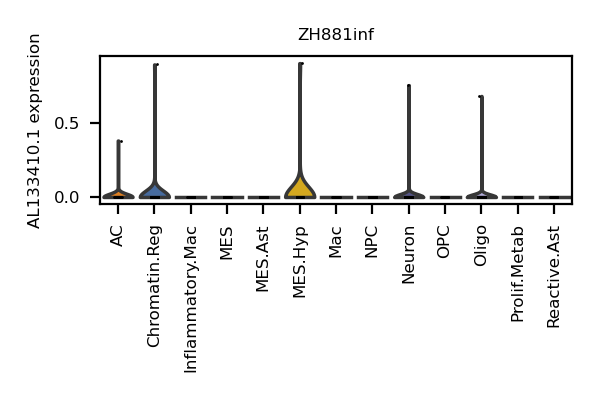 ZH881inf
AL133410.1 expression
0.5
0.0
AC
Chromatin.Reg
Inflammatory.Mac
MES
MES.Ast
MES.Hyp
Mac
NPC
Neuron
OPC
Oligo
Prolif.Metab
Reactive.Ast